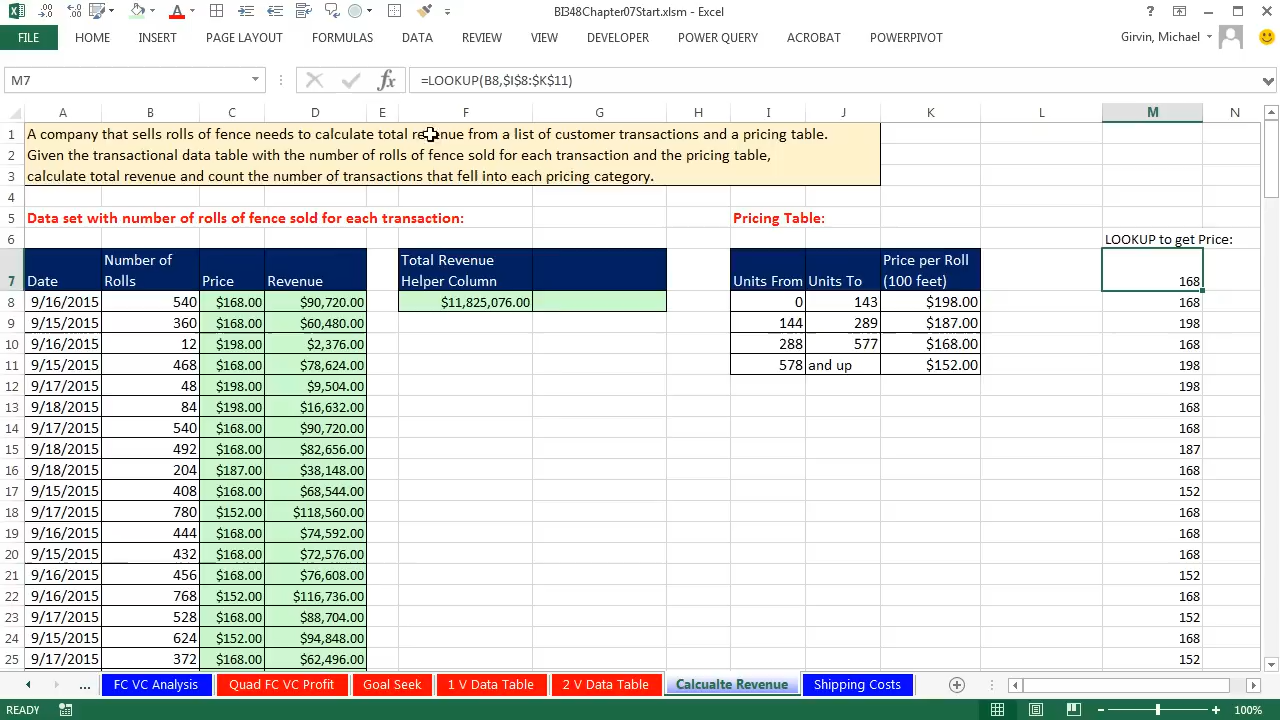 BI348Chapter07Start.xlsm - Excel
FILE HOME INSERT PAGE LAYOUT FORMULAS DATA REVIEW VIEW DEVELOPER POWER QUERY ACROBAT POWERPIVOT Girvin, Michael
M7 fx =LOOKUP(B8,$I$8:$K$11)
A B C D E F G H I J K L M N
1 A company that sells rolls of fence needs to calculate total revenue from a list of customer transactions and a pricing table.
2 Given the transactional data table with the number of rolls of fence sold for each transaction and the pricing table,
3 calculate total revenue and count the number of transactions that fell into each pricing category.
4
5 Data set with number of rolls of fence sold for each transaction: Pricing Table:
6 LOOKUP to get Price:
Number of Total Revenue Price per Roll
7 Date Rolls Price Revenue Helper Column Units From Units To (100 feet) 168
8 9/16/2015 540 $168.00 $90,720.00 $11,825,076.00 0 143 $198.00 168
9 9/15/2015 360 $168.00 $60,480.00 144 289 $187.00 198
10 9/16/2015 12 $198.00 $2,376.00 288 577 $168.00 168
11 9/15/2015 468 $168.00 $78,624.00 578 and up $152.00 198
12 9/17/2015 48 $198.00 $9,504.00 198
13 9/18/2015 84 $198.00 $16,632.00 168
14 9/17/2015 540 $168.00 $90,720.00 168
15 9/18/2015 492 $168.00 $82,656.00 187
16 9/18/2015 204 $187.00 $38,148.00 168
17 9/15/2015 408 $168.00 $68,544.00 152
18 9/17/2015 780 $152.00 $118,560.00 168
19 9/16/2015 444 $168.00 $74,592.00 168
20 9/15/2015 432 $168.00 $72,576.00 168
21 9/16/2015 456 $168.00 $76,608.00 152
22 9/16/2015 768 $152.00 $116,736.00 168
23 9/17/2015 528 $168.00 $88,704.00 152
24 9/15/2015 624 $152.00 $94,848.00 168
25 9/17/2015 372 $168.00 $62,496.00 152
... FC VC Analysis Quad FC VC Profit Goal Seek 1 V Data Table 2 V Data Table Calcualte Revenue Shipping Costs
READY 100%